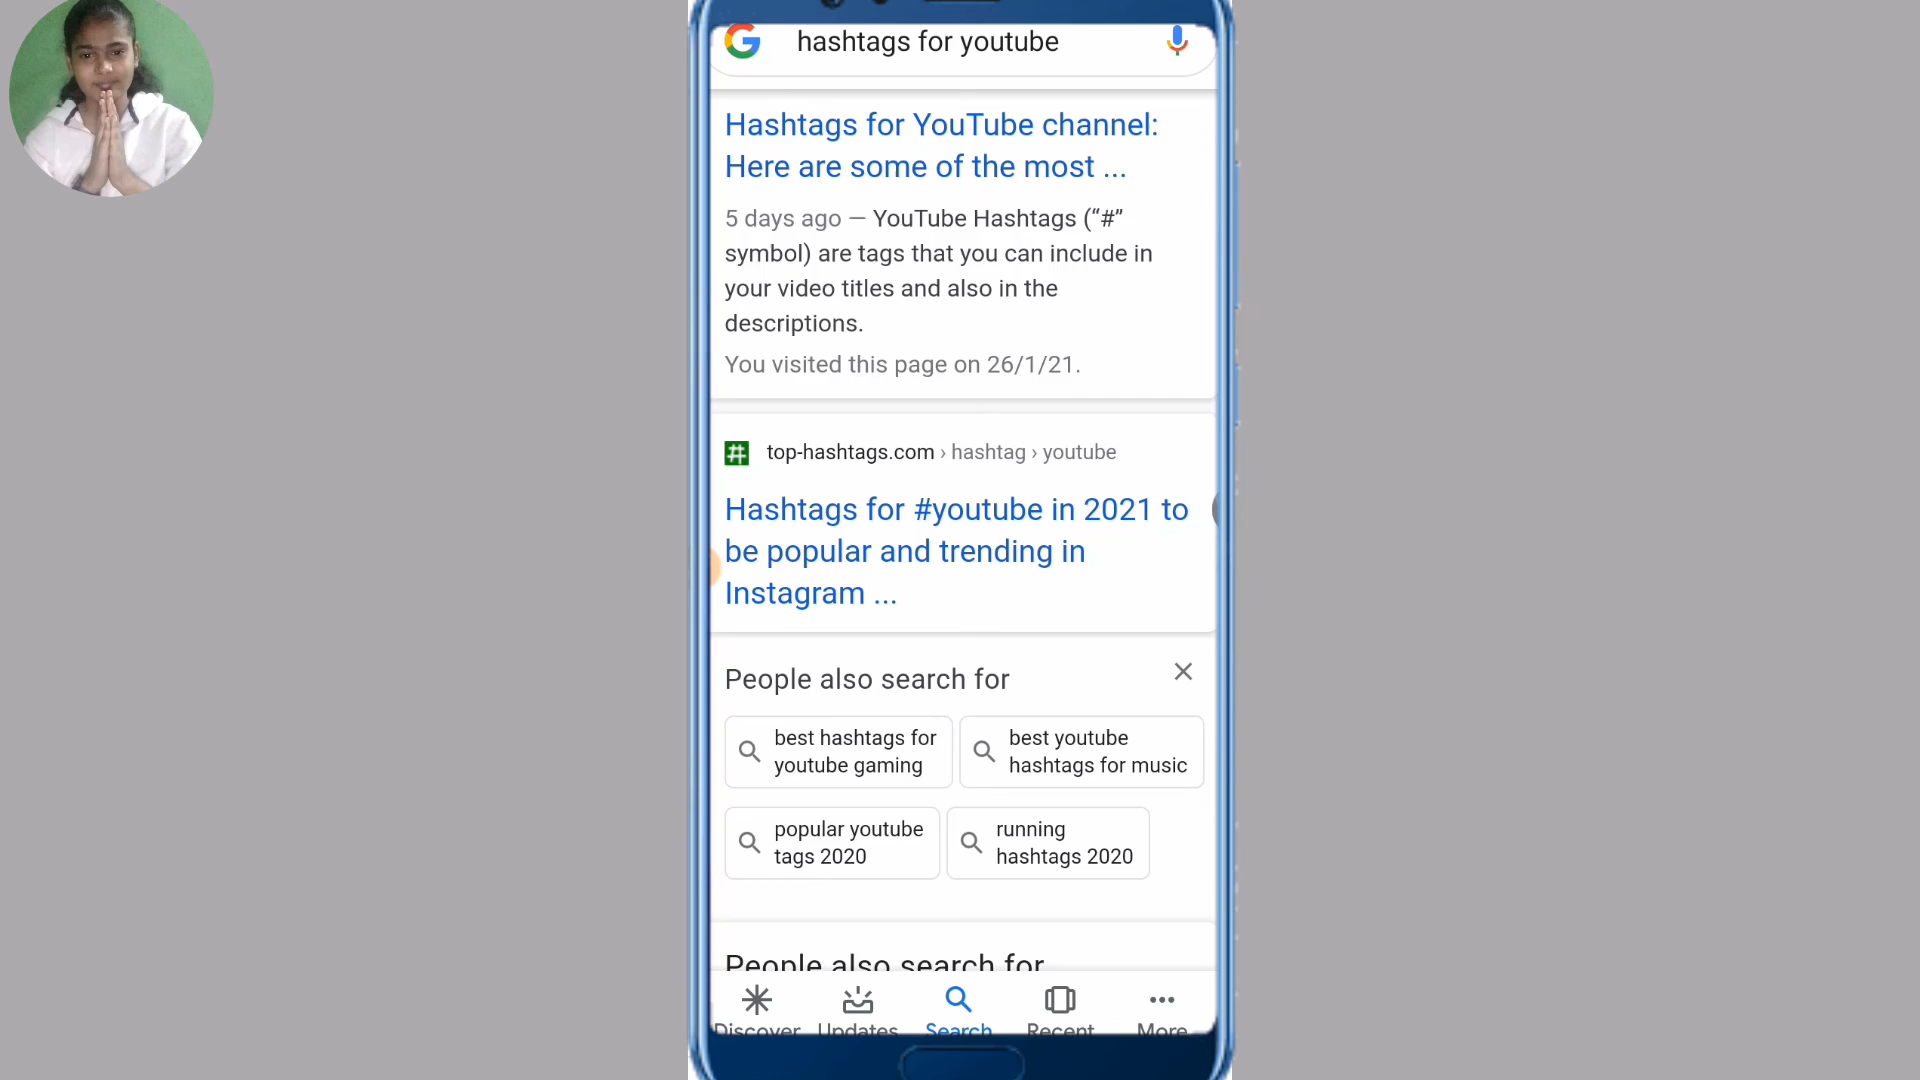 hashtags for youtube
Hashtags for YouTube channel:
Here are some of the most ...
5 days ago — YouTube Hashtags (“#”
symbol) are tags that you can include in
your video titles and also in the
descriptions.
You visited this page on 26/1/21.
top-hashtags.com › hashtag › youtube
Hashtags for #youtube in 2021 to
be popular and trending in
Instagram ...
People also search for
best hashtags for
youtube gaming
best youtube
hashtags for music
popular youtube
tags 2020
running
hashtags 2020
People also search for
Discover Updates Search Recent More